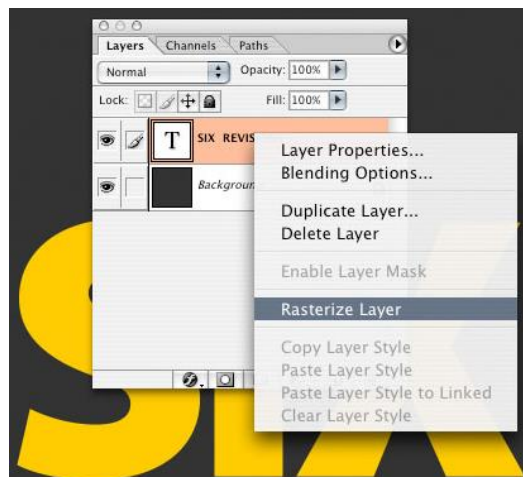 Layers Channels Paths
Normal Opacity: 100%
Lock: Fill: 100%
T SIX REVIS
Background
Layer Properties...
Blending Options...
Duplicate Layer...
Delete Layer
Enable Layer Mask
Rasterize Layer
Copy Layer Style
Paste Layer Style
Paste Layer Style to Linked
Clear Layer Style
SIX